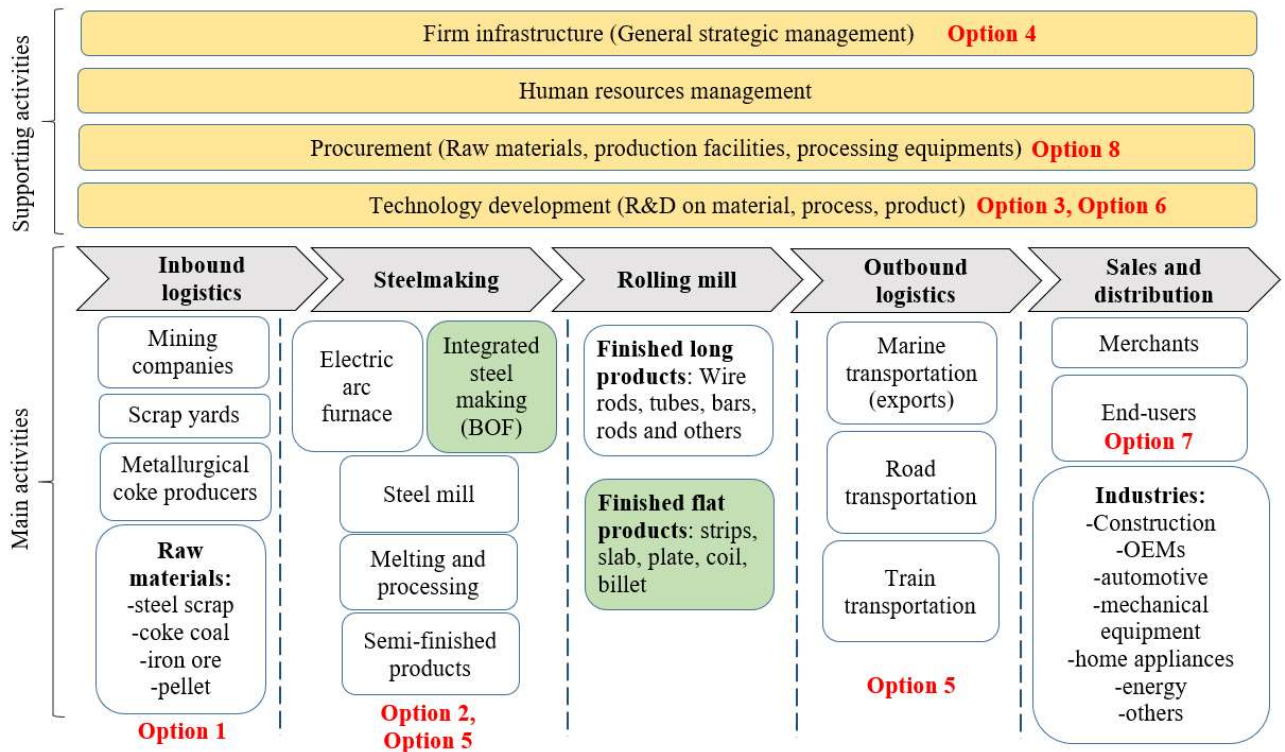 Supporting activities
Firm infrastructure (General strategic management) Option 4
Human resources management
Procurement (Raw materials, production facilities, processing equipments) Option 8
Technology development (R&D on material, process, product) Option 3, Option 6
Main activities
Inbound
logistics
Steelmaking
Rolling mill
Outbound
logistics
Sales and
distribution
Mining
companies
Scrap yards
Metallurgical
coke producers
Raw
materials:
-steel scrap
-coke coal
-iron ore
-pellet
Option 1
Electric
arc
furnace
Integrated
steel
making
(BOF)
Steel mill
Melting and
processing
Semi-finished
products
Option 2,
Option 5
Finished long
products: Wire
rods, tubes, bars,
rods and others
Finished flat
products: strips,
slab, plate, coil,
billet
Marine
transportation
(exports)
Road
transportation
Train
transportation
Option 5
Merchants
End-users
Option 7
Industries:
-Construction
-OEMs
-automotive
-mechanical
equipment
-home appliances
-energy
-others